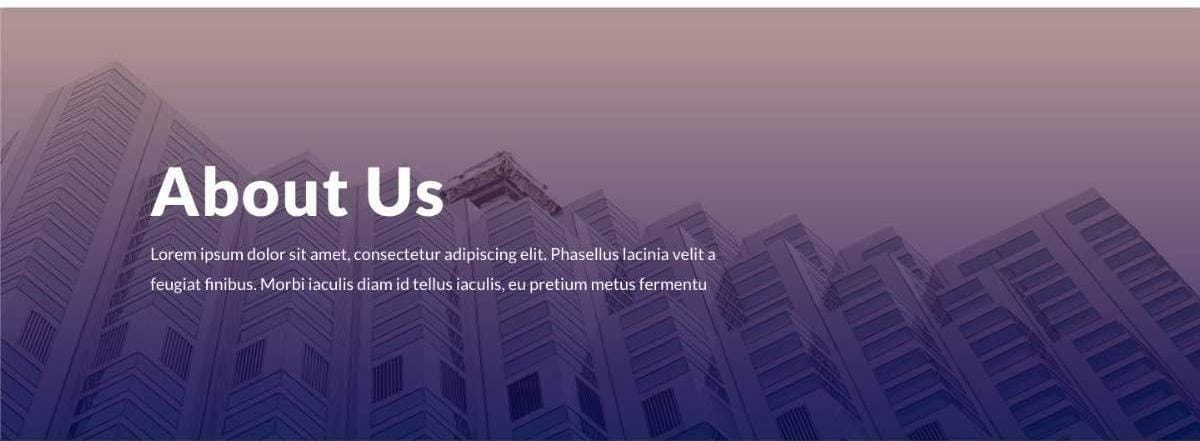 About Us
Lorem ipsum dolor sit amet, consectetur adipiscing elit. Phasellus lacinia velit a
feugiat finibus. Morbi iaculis diam id tellus iaculis, eu pretium metus fermentu